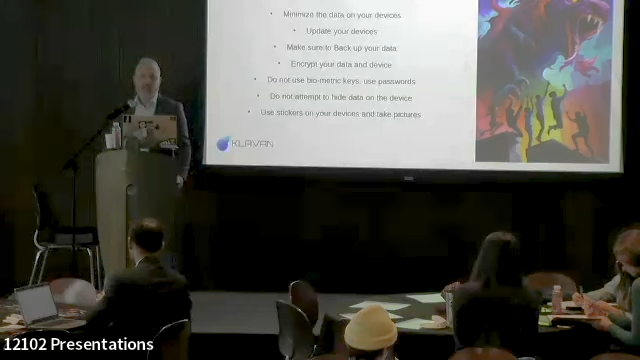 • Minimize the data on your devices
• Update your devices
• Make sure to Back up your data
• Encrypt your data and device
• Do not use bio-metric keys, use passwords
• Do not attempt to hide data on the device
• Use stickers on your devices and take pictures
KLAVAN
12102 Presentations